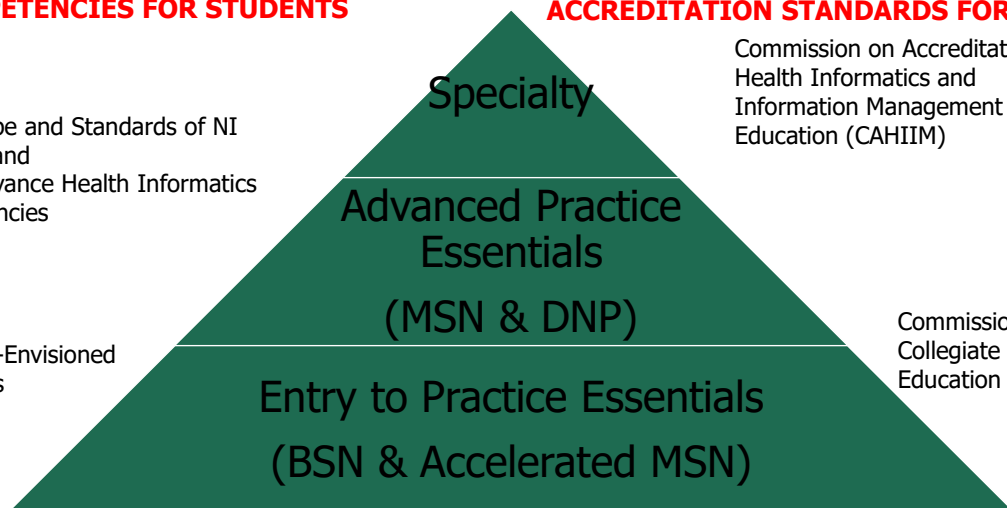 PETENCIES FOR STUDENTS
ACCREDITATION STANDARDS FOR
Specialty
Commission on Accreditat
Health Informatics and
Information Management
Education (CAHIIM)
pe and Standards of NI
and
vance Health Informatics
ncies
Advanced Practice
Essentials
(MSN & DNP)
-Envisioned
s
Commission
Collegiate
Education
Entry to Practice Essentials
(BSN & Accelerated MSN)